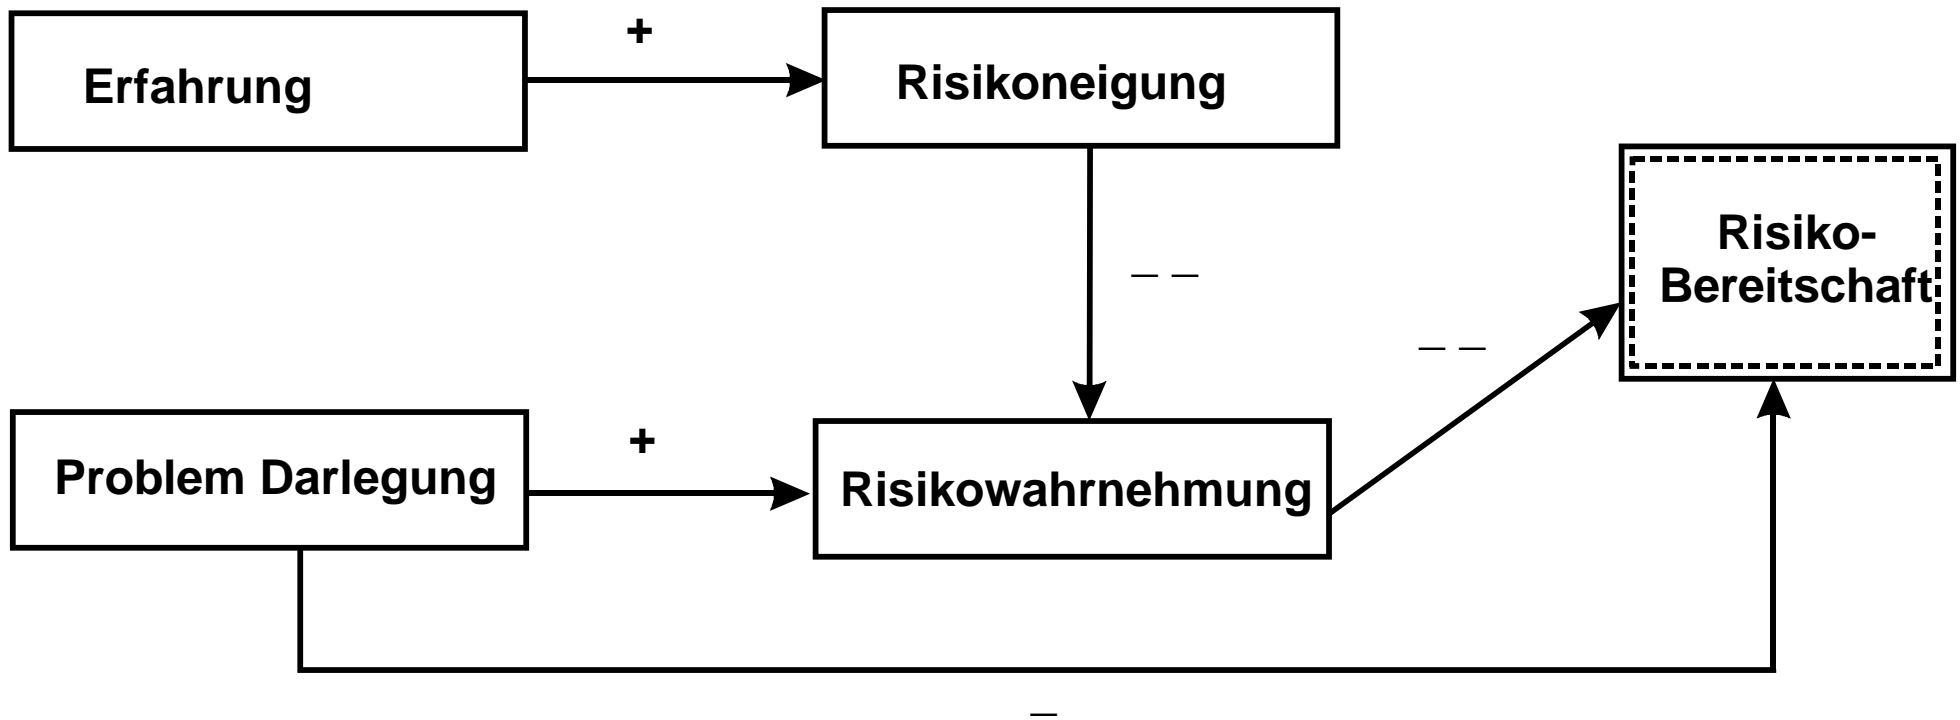 +
Erfahrung
Risikoneigung
Risiko-
Bereitschaft
_ _
_ _
+
Problem Darlegung
Risikowahrnehmung
_